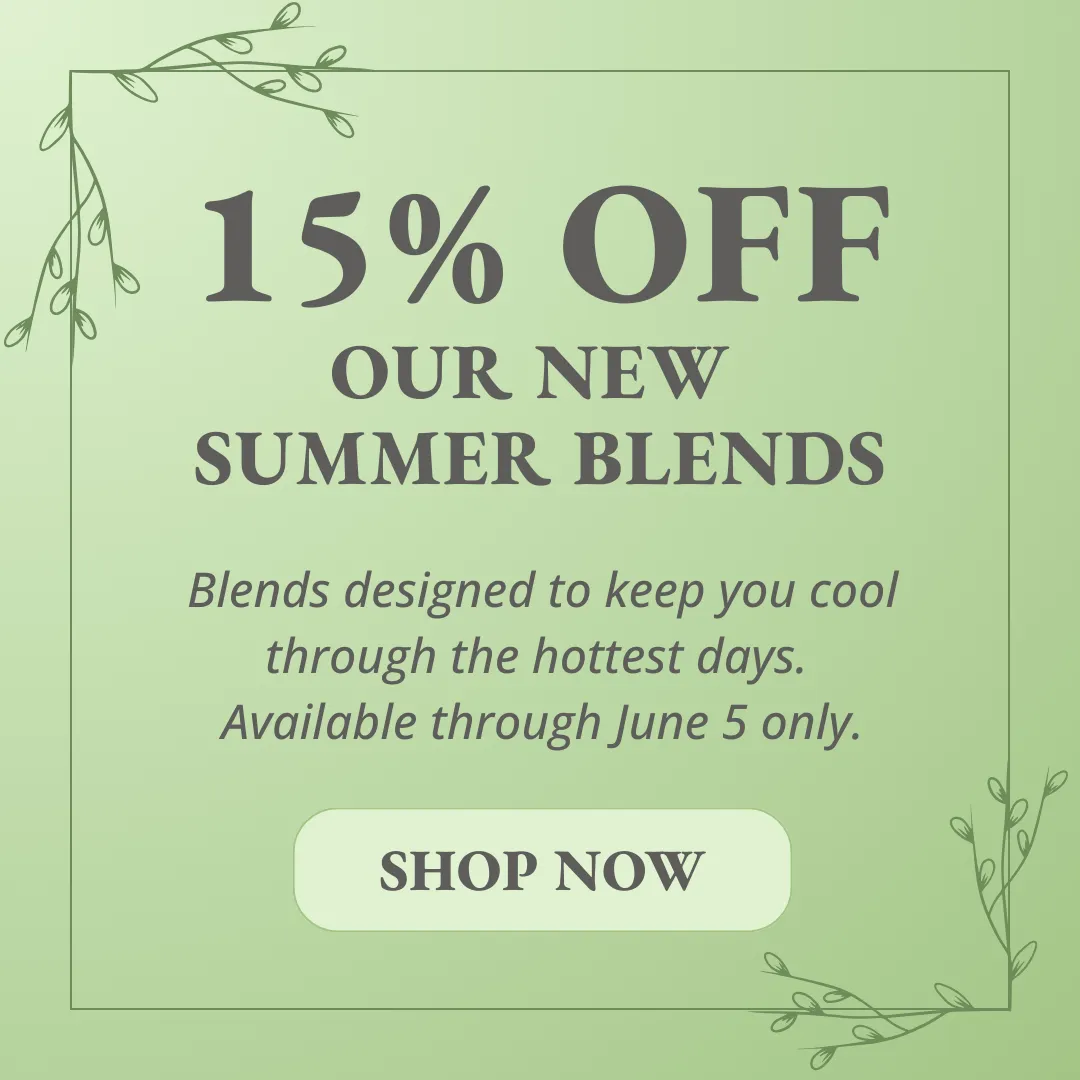 15% OFF
OUR NEW
SUMMER BLENDS
Blends designed to keep you cool
through the hottest days.
Available through June 5 only.
SHOP NOW